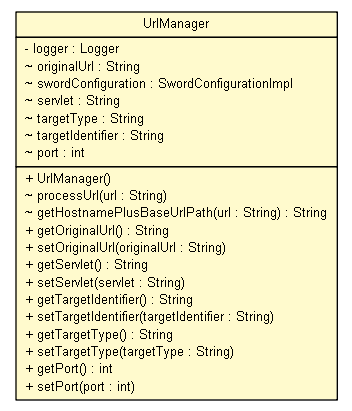 UrlManager
- logger : Logger
~ originalUrl : String
~ swordConfiguration : SwordConfigurationImpl
~ servlet : String
~ targetType : String
~ targetIdentifier : String
~ port : int
+ UrlManager()
~ processUrl(url : String)
~ getHostnamePlusBaseUrlPath(url : String) : String
+ getOriginalUrl() : String
+ setOriginalUrl(originalUrl : String)
+ getServlet() : String
+ setServlet(servlet : String)
+ getTargetIdentifier() : String
+ setTargetIdentifier(targetIdentifier : String)
+ getTargetType() : String
+ setTargetType(targetType : String)
+ getPort() : int
+ setPort(port : int)